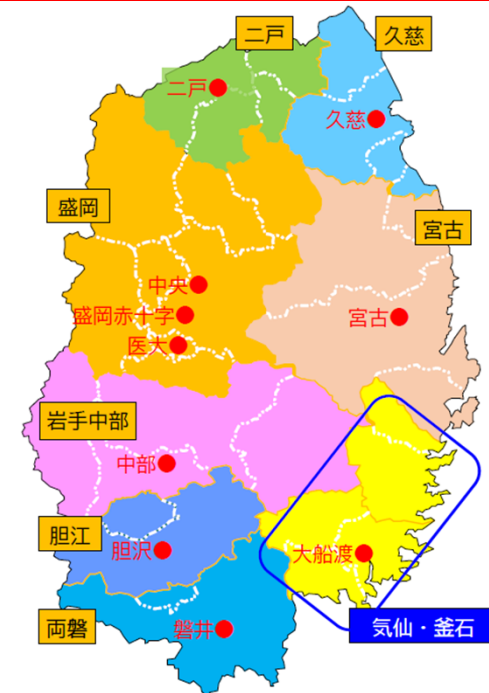 二戸
久慈
二戸
久慈
盛岡
宮古
中央
盛岡赤十字
宮古
医大
岩手中部
中部
胆江
胆沢
大船渡
両磐
磐井
気仙・釜石